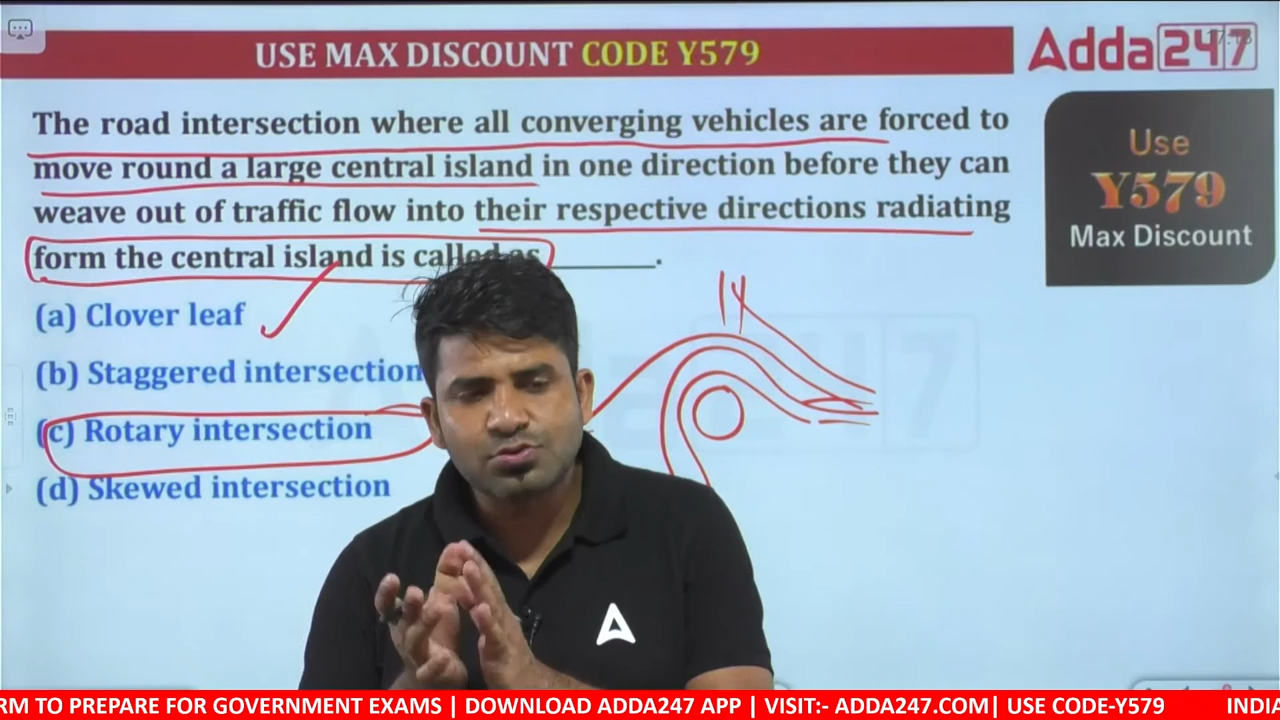 USE MAX DISCOUNT CODE Y579
Adda247
The road intersection where all converging vehicles are forced to
move round a large central island in one direction before they can
weave out of traffic flow into their respective directions radiating
form the central island is called as ________.
Use
Y579
Max Discount
(a) Clover leaf
(b) Staggered intersection
(c) Rotary intersection
(d) Skewed intersection
RM TO PREPARE FOR GOVERNMENT EXAMS | DOWNLOAD ADDA247 APP | VISIT:- ADDA247.COM| USE CODE-Y579 INDIA